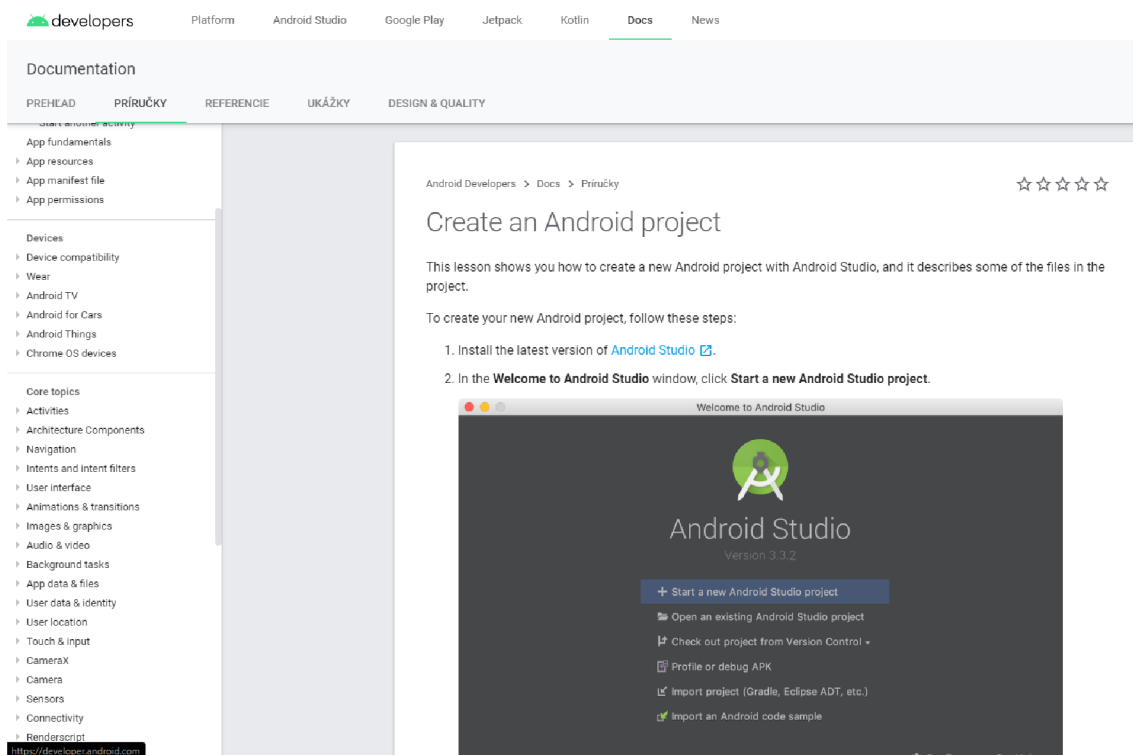 developers
Platform
Android Studio
Google Play
Jetpack
Kotlin
Docs
News
Documentation
PREHĽAD
PRÍRUČKY
REFERENCIE
UKÁŽKY
DESIGN & QUALITY
Start another activity
App fundamentals
App resources
App manifest file
App permissions
Devices
Device compatibility
Wear
Android TV
Android for Cars
Android Things
Chrome OS devices
Core topics
Activities
Architecture Components
Navigation
Intents and intent filters
User interface
Animations & transitions
Images & graphics
Audio & video
Background tasks
App data & files
User data & identity
User location
Touch & input
CameraX
Camera
Sensors
Connectivity
Renderscript
https://developer.android.com
Android Developers > Docs > Príručky
Create an Android project
This lesson shows you how to create a new Android project with Android Studio, and it describes some of the files in the
project.
To create your new Android project, follow these steps:
1. Install the latest version of Android Studio.
2. In the Welcome to Android Studio window, click Start a new Android Studio project.
Welcome to Android Studio
Android Studio
Version 3.3.2
Start a new Android Studio project
Open an existing Android Studio project
Check out project from Version Control
Profile or debug APK
Import project (Gradle, Eclipse ADT, etc.)
Import an Android code sample